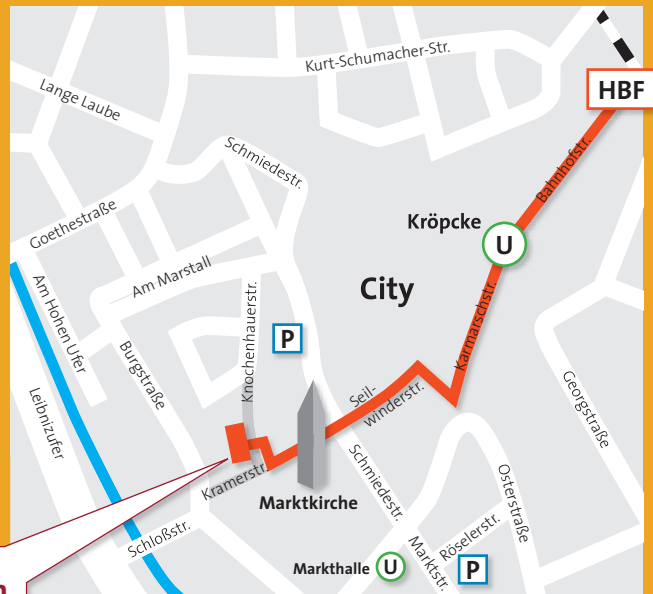 Kurt-Schumacher-Str.
HBF
Lange Laube
Bahnhofstr.
Schmiedestr.
Goethestraße
Kröpcke
U
Am Marstall
City
Am Hohen Ufer
Knochenhauerstr.
Karmarschstr.
P
Burgstraße
Leibnizufer
Georgstraße
Seil-
winderstr.
Kramerstr.
Marktkirche
Schmiedestr.
Osterstraße
Schloßstr.
Röselerstr.
Marktstr.
Markthalle U
P